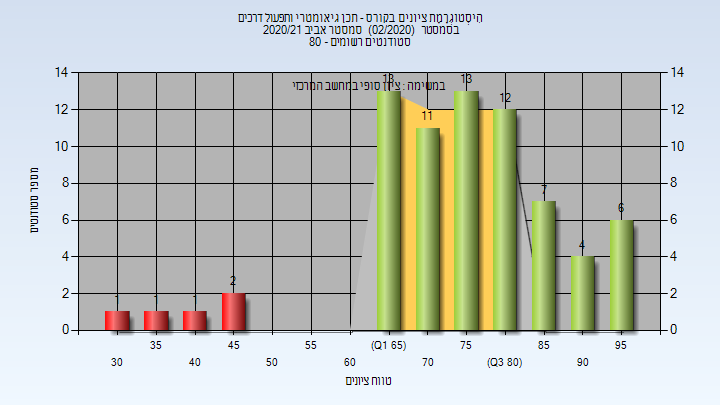 היסטוגרמת ציונים בקורס - תכן גיאומטרי ותפעול דרכים
בסמסטר (02/2020) סמסטר אביב 2020/21
סטודנטים רשומים - 80
במשימה : ציון סופי במחשב המרכזי
14 14
12 12
10 10
8 8
6 6
4 4
2 2
0 0
1 1 1 2 13 11 13 12 7 4 6
35 45 55 (Q1 65) 75 85 95
30 40 50 60 70 (Q3 80) 90
מספר סטודנטים
טווח ציונים